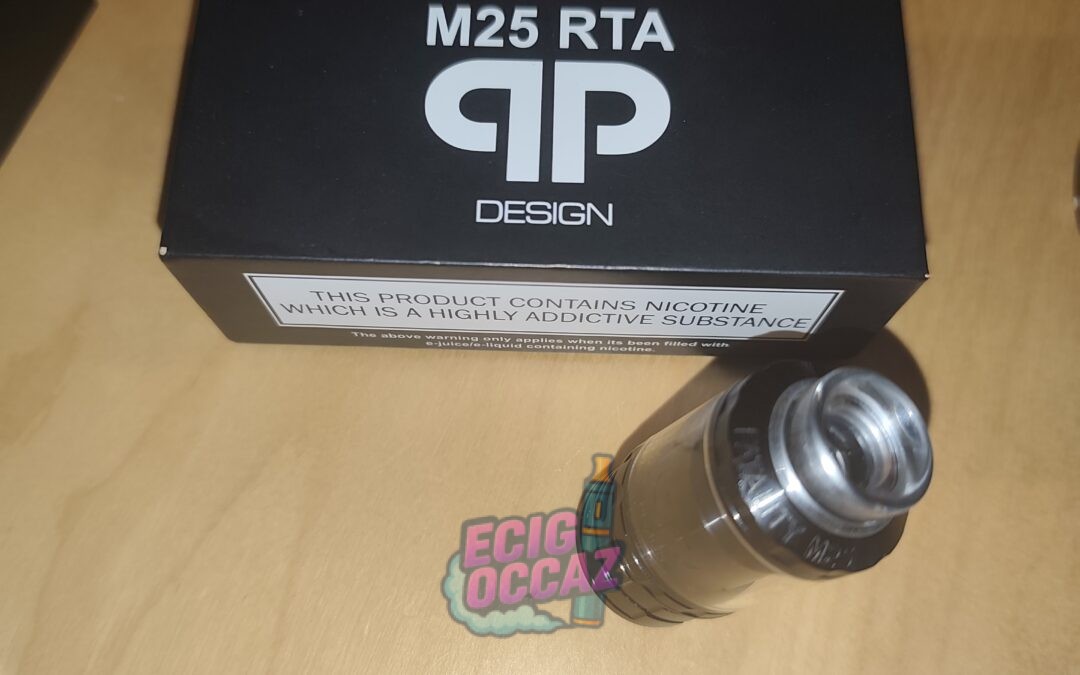 M25 RTA
qp
DESIGN
THIS PRODUCT CONTAINS NICOTINE
WHICH IS A HIGHLY ADDICTIVE SUBSTANCE
The above warning only applies when its been filled with
e-juice/e-liquid containing nicotine.
ECIG
OCCAZ